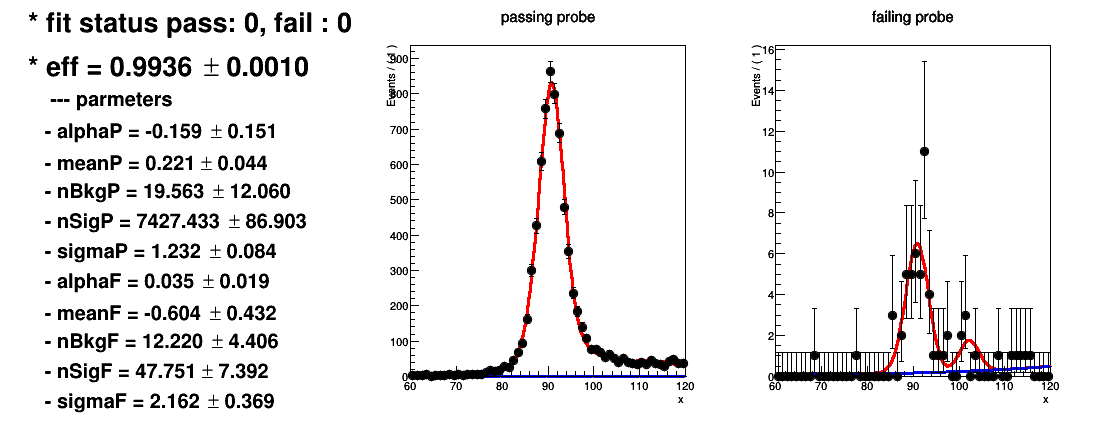 * fit status pass: 0, fail : 0
* eff = 0.9936 ± 0.0010
--- parmeters
- alphaP = -0.159 ± 0.151
- meanP = 0.221 ± 0.044
- nBkgP = 19.563 ± 12.060
- nSigP = 7427.433 ± 86.903
- sigmaP = 1.232 ± 0.084
- alphaF = 0.035 ± 0.019
- meanF = -0.604 ± 0.432
- nBkgF = 12.220 ± 4.406
- nSigF = 47.751 ± 7.392
- sigmaF = 2.162 ± 0.369
passing probe
Events / ( 1 )
900
800
700
600
500
400
300
200
100
0
60 70 80 90 100 110 120
x
failing probe
Events / ( 1 )
16
14
12
10
8
6
4
2
0
60 70 80 90 100 110 120
x